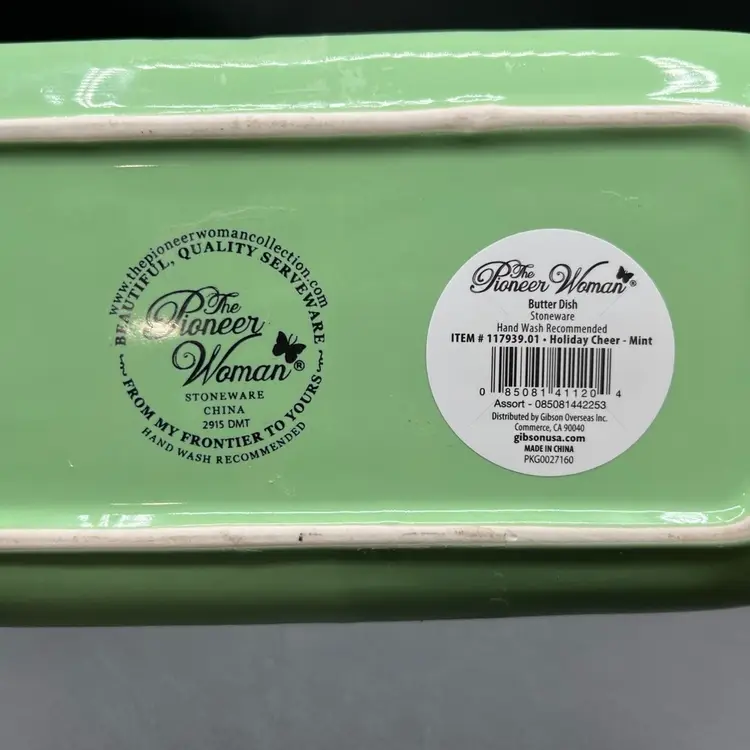 www.thepioneerwomancollection.com
BEAUTIFUL, QUALITY SERVEWARE
The
Pioneer
Woman®
STONEWARE
CHINA
2915 DMT
FROM MY FRONTIER TO YOURS
HAND WASH RECOMMENDED
The
Pioneer Woman®
Butter Dish
Stoneware
Hand Wash Recommended
ITEM # 117939.01 • Holiday Cheer - Mint
0 85081 41120 4
Assort - 085081442253
Distributed by Gibson Overseas Inc.
Commerce, CA 90040
gibsonusa.com
MADE IN CHINA
PKG0027160